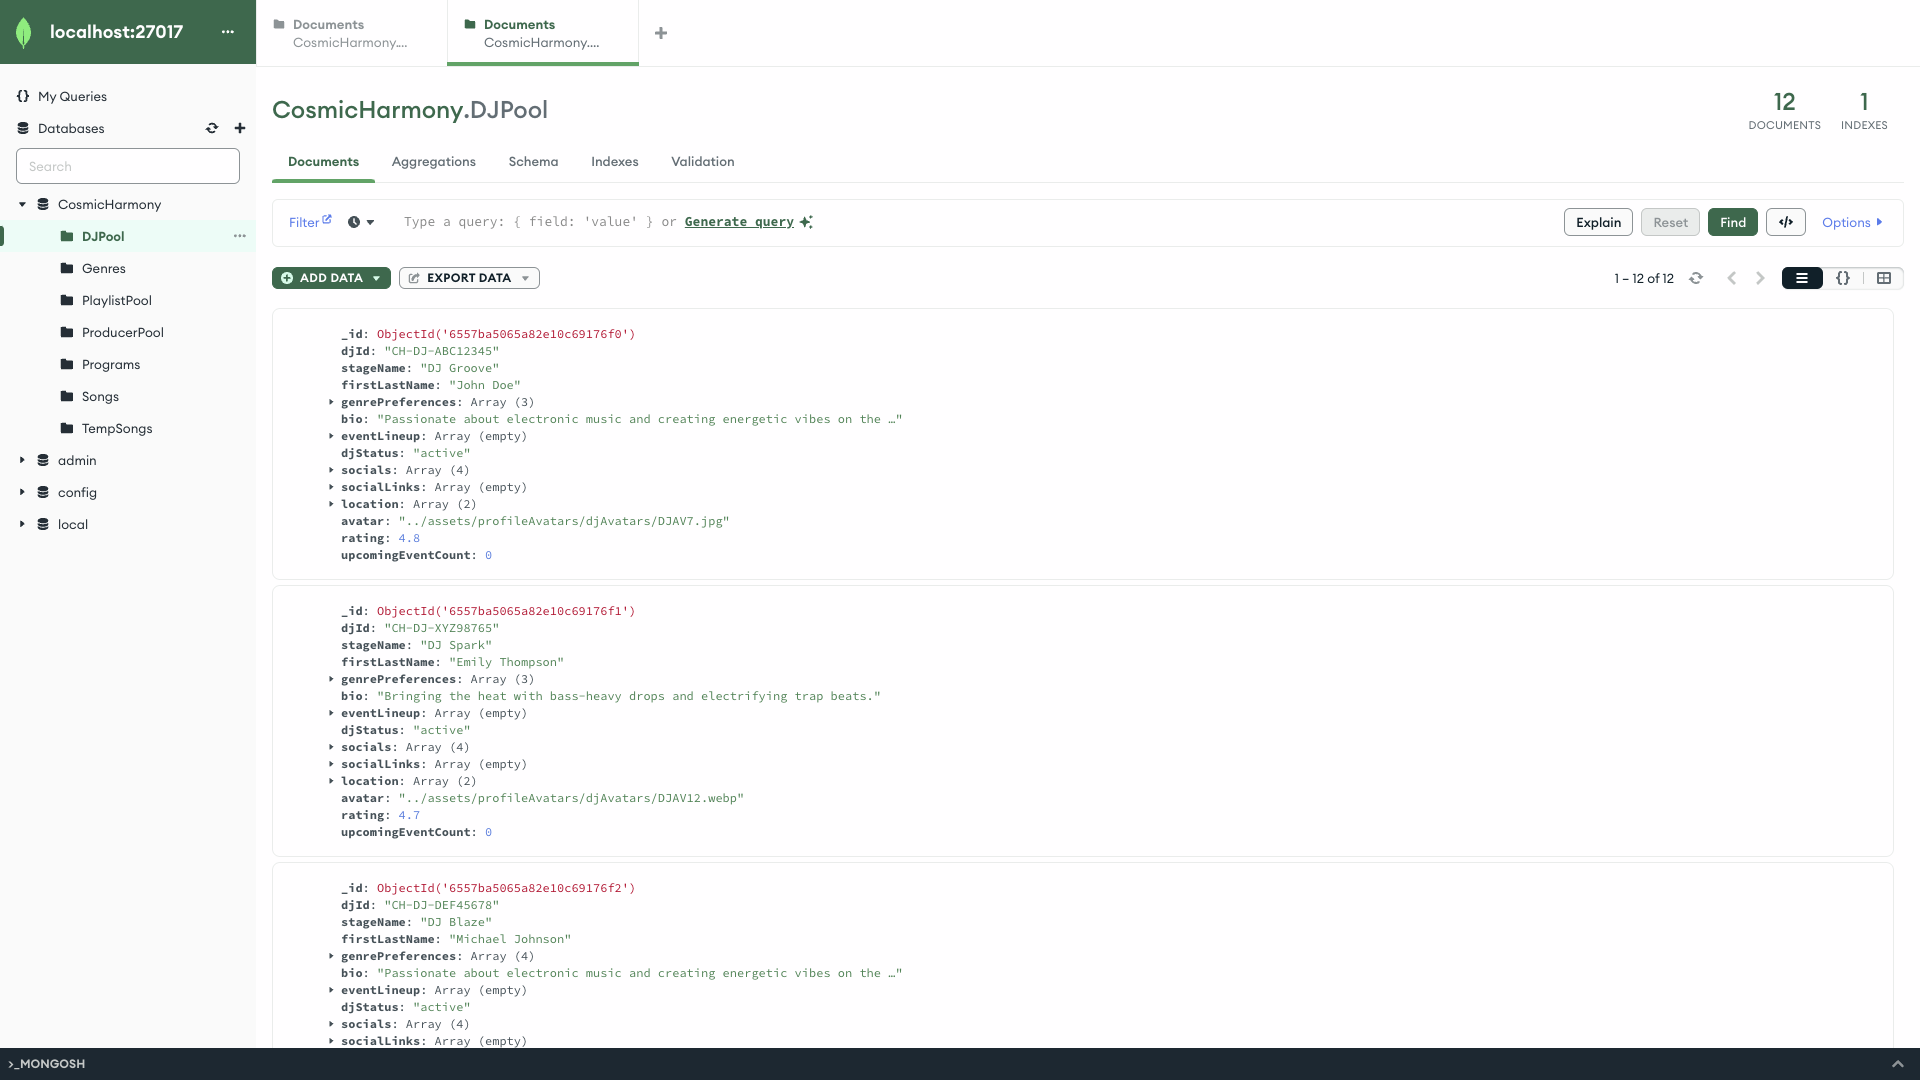 localhost:27017
My Queries
Databases
Search
CosmicHarmony
DJPool
Genres
PlaylistPool
ProducerPool
Programs
Songs
TempSongs
admin
config
local
Documents
CosmicHarmony....
Documents
CosmicHarmony....
CosmicHarmony.DJPool
12
DOCUMENTS
1
INDEXES
Documents Aggregations Schema Indexes Validation
Filter Type a query: { field: 'value' } or Generate query Explain Reset Find </> Options
ADD DATA EXPORT DATA 1 – 12 of 12 {}
_id: ObjectId('6557ba5065a82e10c69176f0')
djId: "CH-DJ-ABC12345"
stageName: "DJ Groove"
firstLastName: "John Doe"
genrePreferences: Array (3)
bio: "Passionate about electronic music and creating energetic vibes on the …"
eventLineup: Array (empty)
djStatus: "active"
socials: Array (4)
socialLinks: Array (empty)
location: Array (2)
avatar: "../assets/profileAvatars/djAvatars/DJAV7.jpg"
rating: 4.8
upcomingEventCount: 0
_id: ObjectId('6557ba5065a82e10c69176f1')
djId: "CH-DJ-XYZ98765"
stageName: "DJ Spark"
firstLastName: "Emily Thompson"
genrePreferences: Array (3)
bio: "Bringing the heat with bass-heavy drops and electrifying trap beats."
eventLineup: Array (empty)
djStatus: "active"
socials: Array (4)
socialLinks: Array (empty)
location: Array (2)
avatar: "../assets/profileAvatars/djAvatars/DJAV12.webp"
rating: 4.7
upcomingEventCount: 0
_id: ObjectId('6557ba5065a82e10c69176f2')
djId: "CH-DJ-DEF45678"
stageName: "DJ Blaze"
firstLastName: "Michael Johnson"
genrePreferences: Array (4)
bio: "Passionate about electronic music and creating energetic vibes on the …"
eventLineup: Array (empty)
djStatus: "active"
socials: Array (4)
socialLinks: Array (empty)
>_MONGOSH